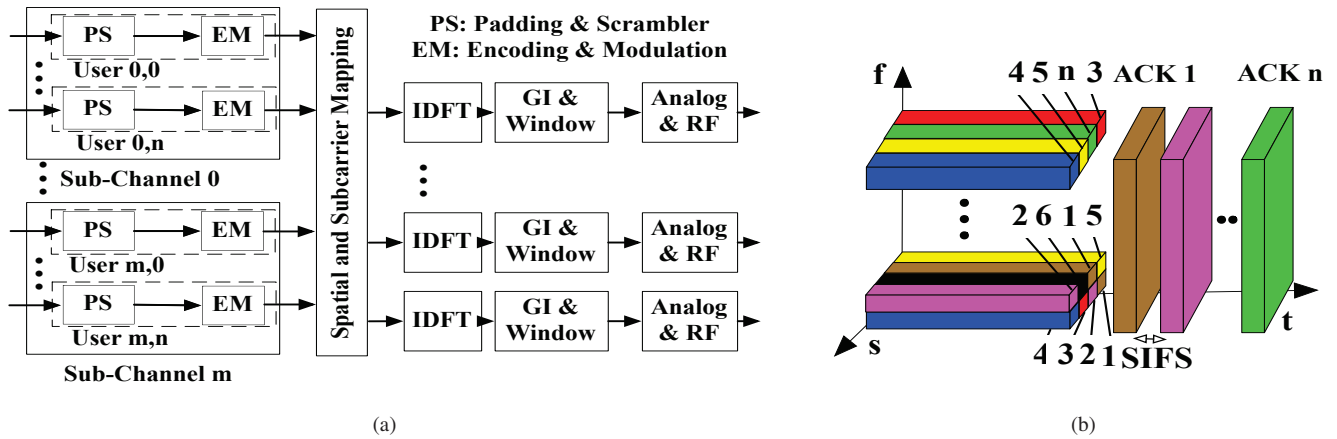 PS
EM
User 0,0
PS
EM
User 0,n
Sub-Channel 0
PS
EM
User m,0
PS
EM
User m,n
Sub-Channel m
Spatial and Subcarrier Mapping
PS: Padding & Scrambler
EM: Encoding & Modulation
IDFT
GI &
Window
Analog
& RF
IDFT
GI &
Window
Analog
& RF
IDFT
GI &
Window
Analog
& RF
(a)
f
4 5 n 3
ACK 1
ACK n
2 6 1 5
s
4 3 2 1
SIFS
t
(b)